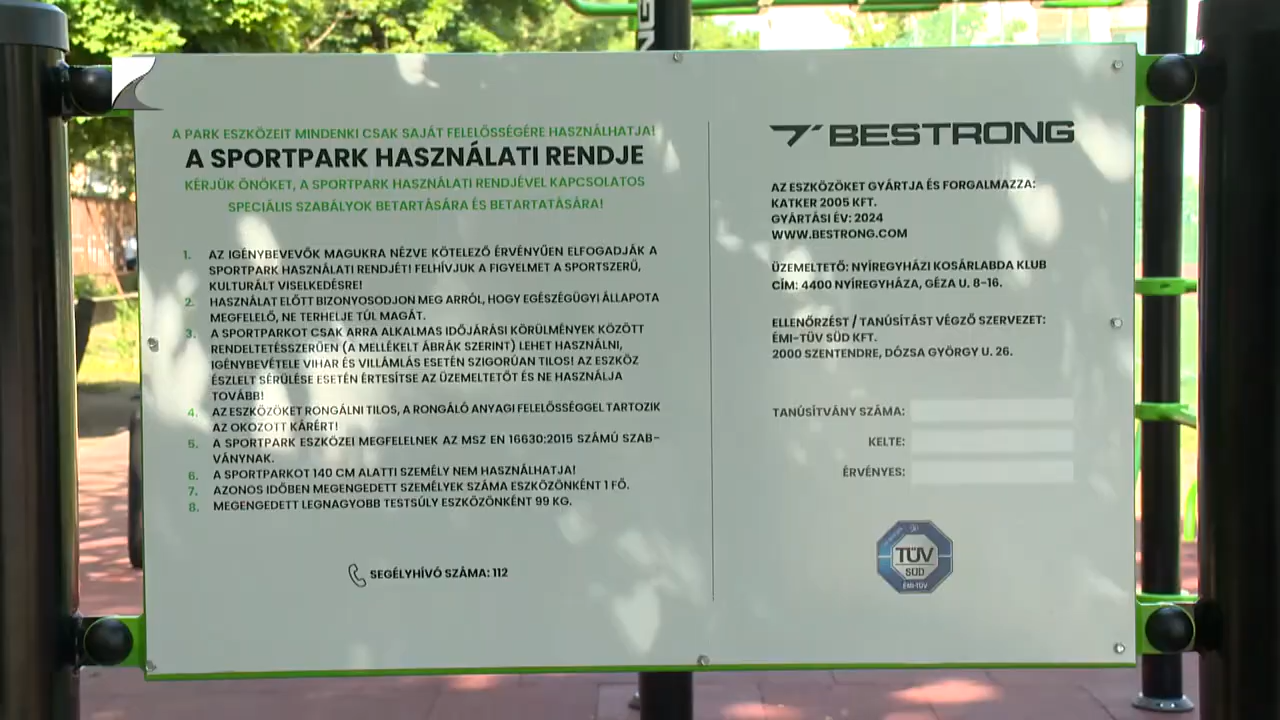 A PARK ESZKÖZEIT MINDENKI CSAK SAJÁT FELELŐSSÉGÉRE HASZNÁLHATJA!
A SPORTPARK HASZNÁLATI RENDJE
KÉRJÜK ÖNÖKET, A SPORTPARK HASZNÁLATI RENDJÉVEL KAPCSOLATOS
SPECIÁLIS SZABÁLYOK BETARTÁSÁRA ÉS BETARTATÁSÁRA!
1. AZ IGÉNYBEVEVŐK MAGUKRA NÉZVE KÖTELEZŐ ÉRVÉNYŰEN ELFOGADJÁK A
SPORTPARK HASZNÁLATI RENDJÉT! FELHÍVJUK A FIGYELMET A SPORTSZERŰ,
KULTURÁLT VISELKEDÉSRE!
2. HASZNÁLAT ELŐTT BIZONYOSODJON MEG ARRÓL, HOGY EGÉSZÉGÜGYI ÁLLAPOTA
MEGFELELŐ, NE TERHELJE TÚL MAGÁT.
3. A SPORTPARKOT CSAK ARRA ALKALMAS IDŐJÁRÁSI KÖRÜLMÉNYEK KÖZÖTT
RENDELTETÉSSZERŰEN (A MELLÉKELT ÁBRÁK SZERINT) LEHET HASZNÁLNI,
IGÉNYBEVÉTELE VIHAR ÉS VILLÁMLÁS ESETÉN SZIGORÚAN TILOS! AZ ESZKÖZ
ÉSZLELT SÉRÜLÉSE ESETÉN ÉRTESÍTSE AZ ÜZEMELTETŐT ÉS NE HASZNÁLJA
TOVÁBB!
4. AZ ESZKÖZÖKET RONGÁLNI TILOS, A RONGÁLÓ ANYAGI FELELŐSSÉGGEL TARTOZIK
AZ OKOZOTT KÁRÉRT!
5. A SPORTPARK ESZKÖZEI MEGFELELNEK AZ MSZ EN 16630:2015 SZÁMÚ SZAB-
VÁNYNAK.
6. A SPORTPARKOT 140 CM ALATTI SZEMÉLY NEM HASZNÁLHATJA!
7. AZONOS IDŐBEN MEGENGEDETT SZEMÉLYEK SZÁMA ESZKÖZÖNKÉNT 1 FŐ.
8. MEGENGEDETT LEGNAGYOBB TESTSÚLY ESZKÖZÖNKÉNT 99 KG.
SEGÉLYHÍVÓ SZÁMA: 112
BESTRONG
AZ ESZKÖZÖKET GYÁRTJA ÉS FORGALMAZZA:
KATKER 2005 KFT.
GYÁRTÁSI ÉV: 2024
WWW.BESTRONG.COM
ÜZEMELTETŐ: NYÍREGYHÁZI KOSÁRLABDA KLUB
CÍM: 4400 NYÍREGYHÁZA, GÉZA U. 8-16.
ELLENŐRZÉST / TANÚSÍTÁST VÉGZŐ SZERVEZET:
ÉMI-TÜV SÜD KFT.
2000 SZENTENDRE, DÓZSA GYÖRGY U. 26.
TANÚSÍTVÁNY SZÁMA:
KELTE:
ÉRVÉNYES:
TÜV
SÜD
ÉMI-TÜV